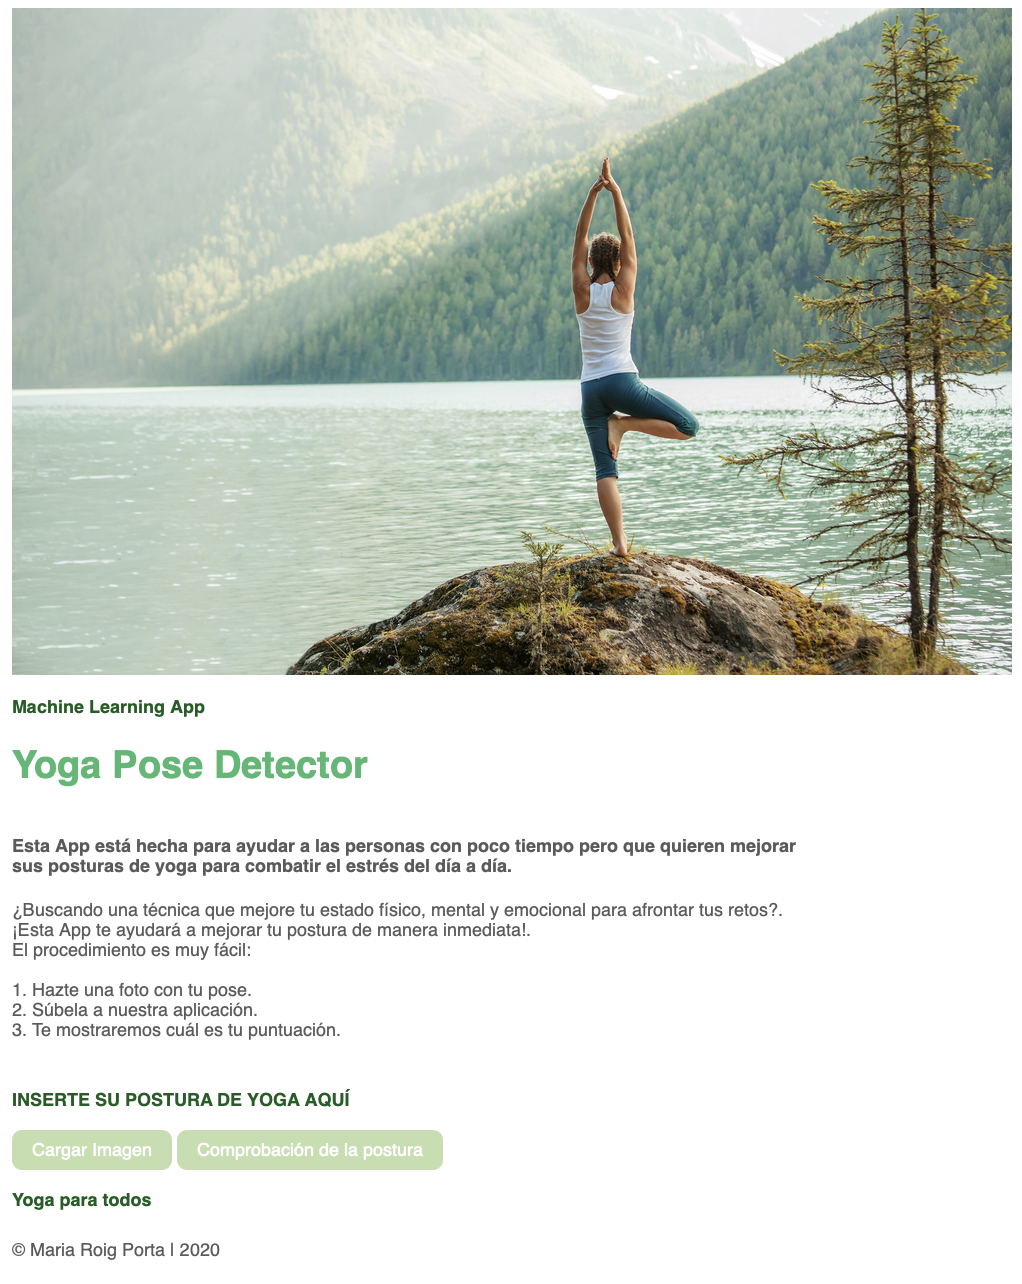 Machine Learning App
Yoga Pose Detector
Esta App está hecha para ayudar a las personas con poco tiempo pero que quieren mejorar
sus posturas de yoga para combatir el estrés del día a día.
¿Buscando una técnica que mejore tu estado físico, mental y emocional para afrontar tus retos?.
¡Esta App te ayudará a mejorar tu postura de manera inmediata!.
El procedimiento es muy fácil:
1. Hazte una foto con tu pose.
2. Súbela a nuestra aplicación.
3. Te mostraremos cuál es tu puntuación.
INSERTE SU POSTURA DE YOGA AQUÍ
Cargar Imagen Comprobación de la postura
Yoga para todos
© Maria Roig Porta | 2020